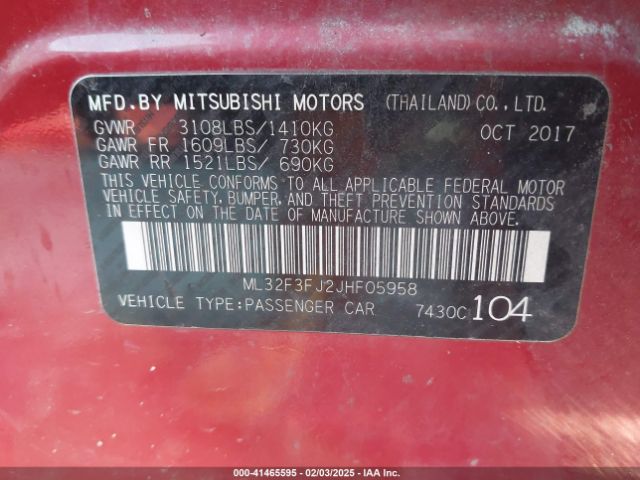 MFD.BY MITSUBISHI MOTORS (THAILAND)CO.,LTD.
GVWR 3108LBS/1410KG OCT 2017
GAWR FR 1609LBS/ 730KG
GAWR RR 1521LBS/ 690KG
THIS VEHICLE CONFORMS TO ALL APPLICABLE FEDERAL MOTOR
VEHICLE SAFETY, BUMPER, AND THEFT PREVENTION STANDARDS
IN EFFECT ON THE DATE OF MANUFACTURE SHOWN ABOVE.
ML32F3FJ2JHF05958
VEHICLE TYPE:PASSENGER CAR 7430C 104
© 41465595 - 02/03/2025 - IAA Inc.